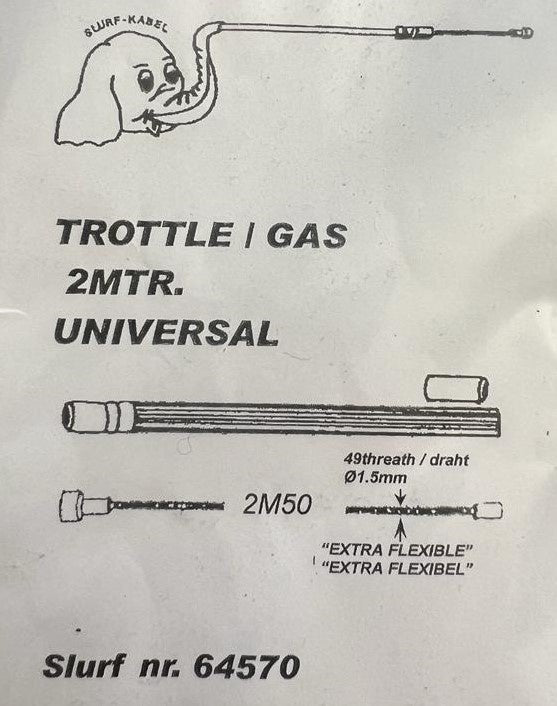 SLURF-KABEL
TROTTLE / GAS
2MTR.
UNIVERSAL
49threath / draht
Ø1.5mm
2M50
"EXTRA FLEXIBLE"
"EXTRA FLEXIBEL"
Slurf nr. 64570